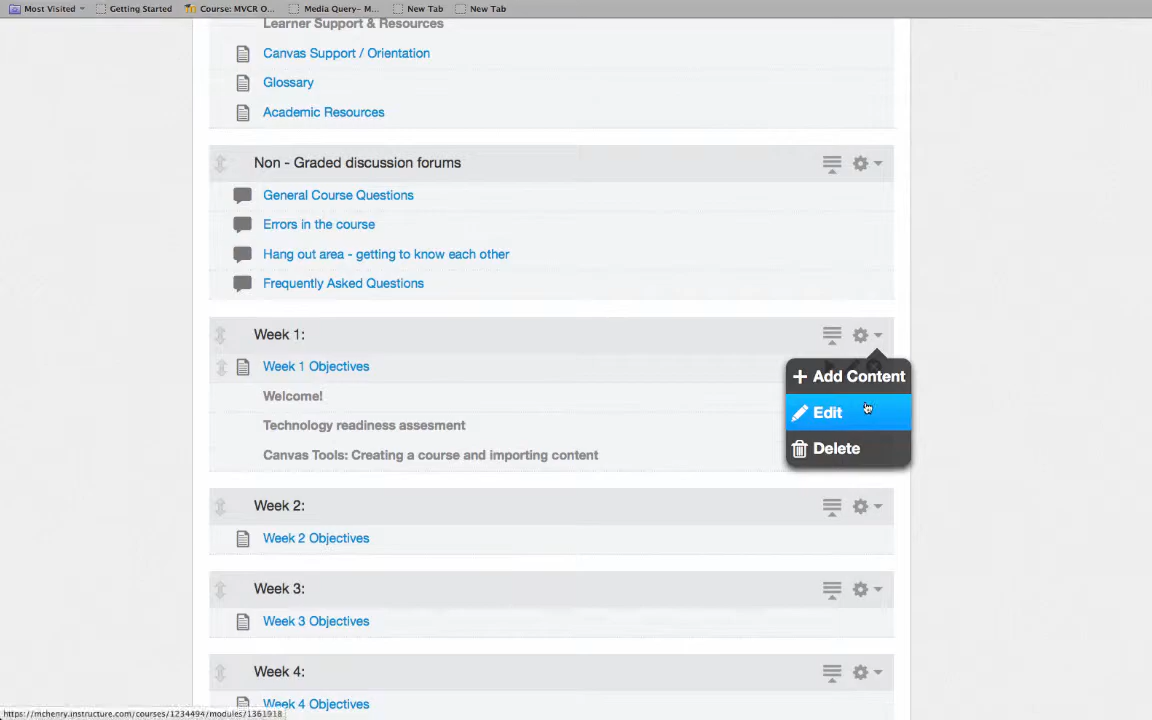 Most Visited
Getting Started
Course: MVCR O...
Media Query– M...
New Tab
New Tab
Learner Support & Resources
Canvas Support / Orientation
Glossary
Academic Resources
Non - Graded discussion forums
General Course Questions
Errors in the course
Hang out area - getting to know each other
Frequently Asked Questions
Week 1:
Week 1 Objectives
Add Content
Welcome!
Edit
Technology readiness assesment
Delete
Canvas Tools: Creating a course and importing content
Week 2:
Week 2 Objectives
Week 3:
Week 3 Objectives
Week 4:
Week 4 Objectives
https://mchenry.instructure.com/courses/1234494/modules/1361918